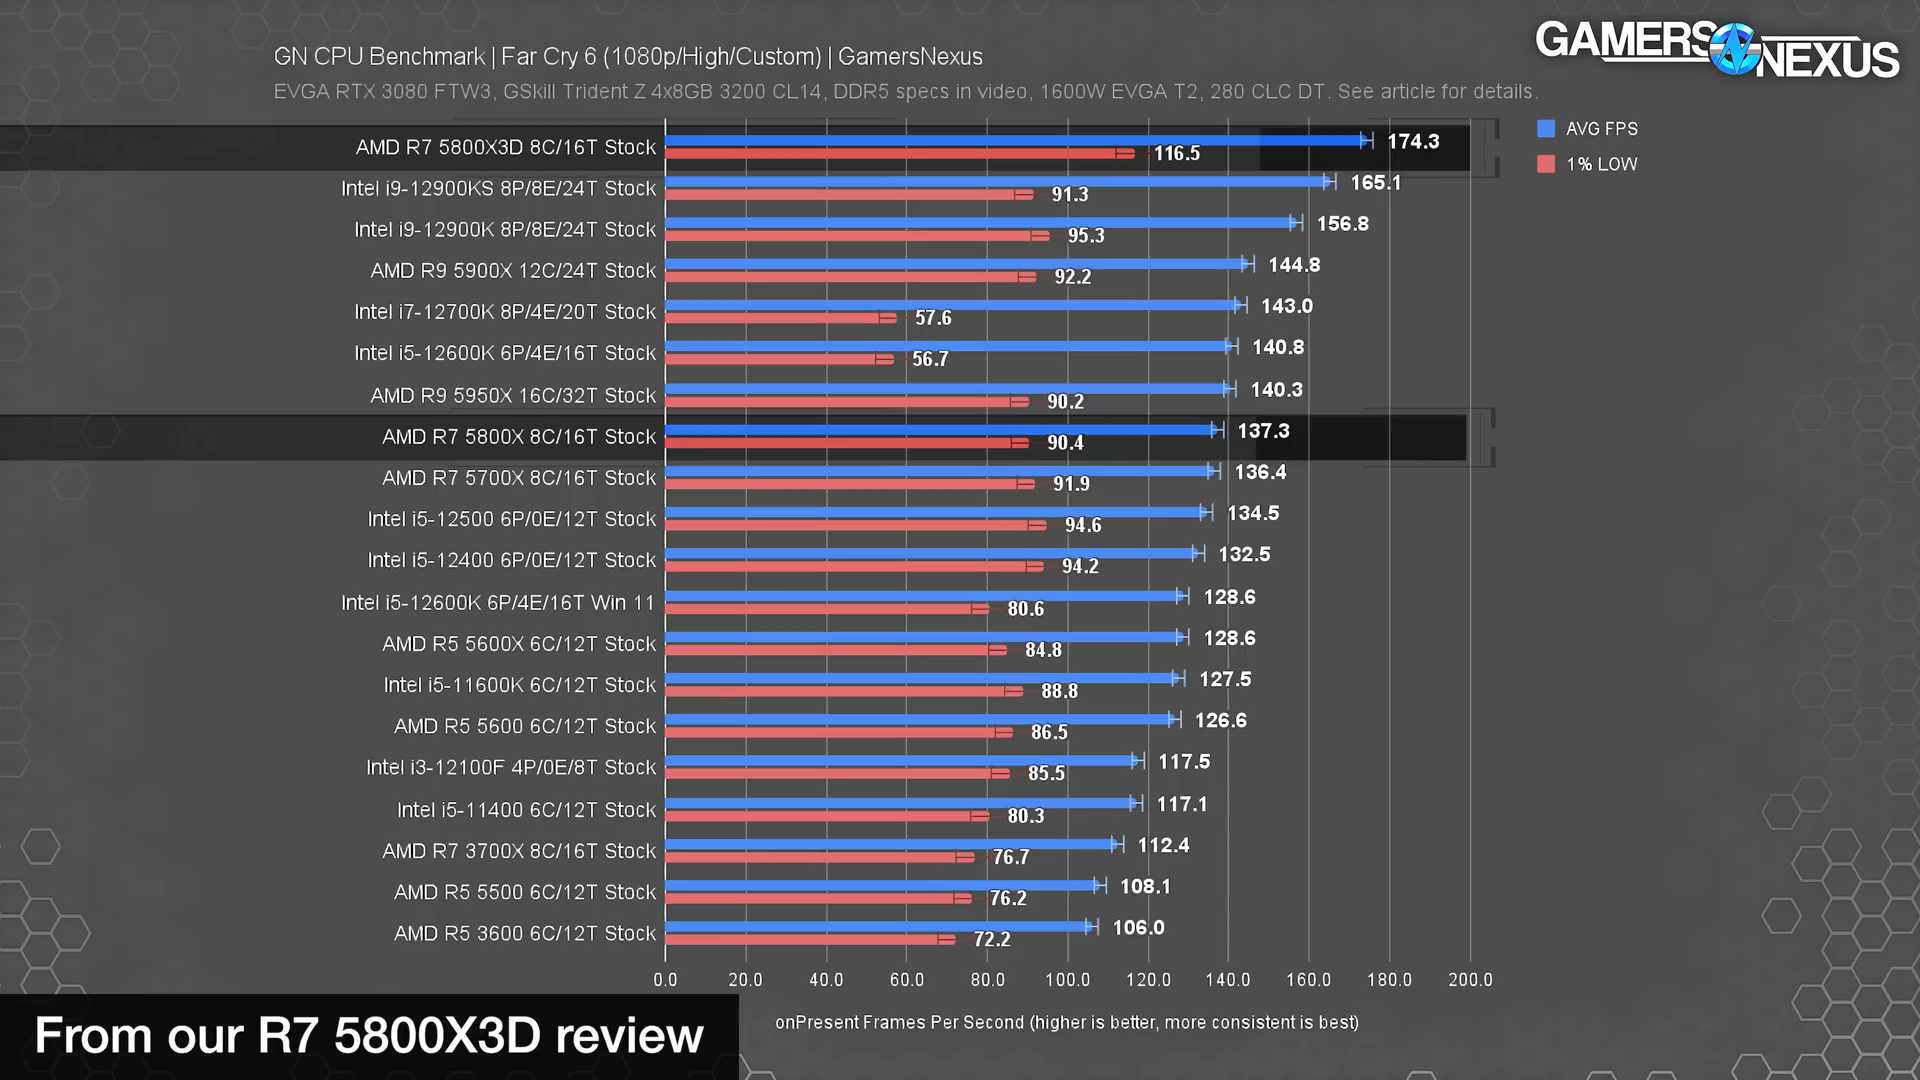 GAMERS NEXUS
GN CPU Benchmark | Far Cry 6 (1080p/High/Custom) | GamersNexus
EVGA RTX 3080 FTW3, GSkill Trident Z 4x8GB 3200 CL14, DDR5 specs in video, 1600W EVGA T2, 280 CLC DT. See article for details.
AVG FPS
1% LOW
AMD R7 5800X3D 8C/16T Stock 174.3
116.5
Intel i9-12900KS 8P/8E/24T Stock 165.1
91.3
Intel i9-12900K 8P/8E/24T Stock 156.8
95.3
AMD R9 5900X 12C/24T Stock 144.8
92.2
Intel i7-12700K 8P/4E/20T Stock 143.0
57.6
Intel i5-12600K 6P/4E/16T Stock 140.8
56.7
AMD R9 5950X 16C/32T Stock 140.3
90.2
AMD R7 5800X 8C/16T Stock 137.3
90.4
AMD R7 5700X 8C/16T Stock 136.4
91.9
Intel i5-12500 6P/0E/12T Stock 134.5
94.6
Intel i5-12400 6P/0E/12T Stock 132.5
94.2
Intel i5-12600K 6P/4E/16T Win 11 128.6
80.6
AMD R5 5600X 6C/12T Stock 128.6
84.8
Intel i5-11600K 6C/12T Stock 127.5
88.8
AMD R5 5600 6C/12T Stock 126.6
86.5
Intel i3-12100F 4P/0E/8T Stock 117.5
85.5
Intel i5-11400 6C/12T Stock 117.1
80.3
AMD R7 3700X 8C/16T Stock 112.4
76.7
AMD R5 5500 6C/12T Stock 108.1
76.2
AMD R5 3600 6C/12T Stock 106.0
72.2
0.0 20.0 40.0 60.0 80.0 100.0 120.0 140.0 160.0 180.0 200.0
onPresent Frames Per Second (higher is better, more consistent is best)
From our R7 5800X3D review